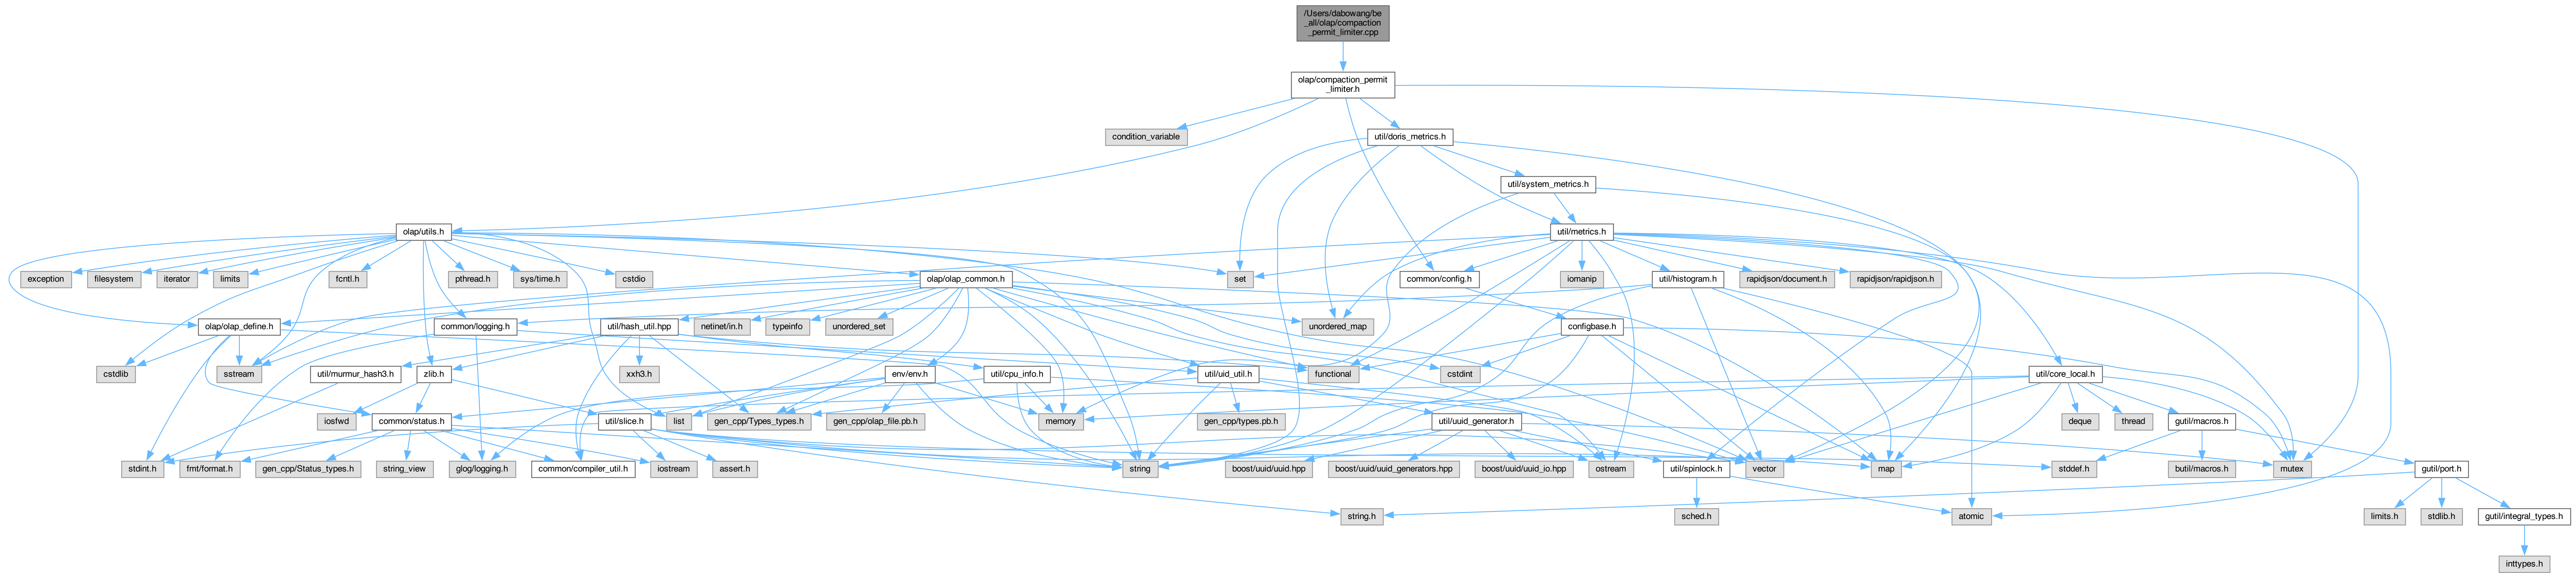 /Users/dabowang/be
_all/olap/compaction
_permit_limiter.cpp
olap/compaction_permit
_limiter.h
condition_variable
util/doris_metrics.h
util/system_metrics.h
olap/utils.h
util/metrics.h
exception
filesystem
iterator
limits
fcntl.h
pthread.h
sys/time.h
cstdio
olap/olap_common.h
set
common/config.h
iomanip
util/histogram.h
rapidjson/document.h
rapidjson/rapidjson.h
olap/olap_define.h
common/logging.h
util/hash_util.hpp
netinet/in.h
typeinfo
unordered_set
unordered_map
configbase.h
cstdlib
sstream
util/murmur_hash3.h
zlib.h
xxh3.h
env/env.h
util/cpu_info.h
util/uid_util.h
functional
cstdint
util/core_local.h
iosfwd
common/status.h
util/slice.h
list
gen_cpp/Types_types.h
gen_cpp/olap_file.pb.h
memory
gen_cpp/types.pb.h
util/uuid_generator.h
deque
thread
gutil/macros.h
stdint.h
fmt/format.h
gen_cpp/Status_types.h
string_view
glog/logging.h
common/compiler_util.h
iostream
assert.h
string
boost/uuid/uuid.hpp
boost/uuid/uuid_generators.hpp
boost/uuid/uuid_io.hpp
ostream
util/spinlock.h
vector
map
stddef.h
butil/macros.h
mutex
gutil/port.h
string.h
sched.h
atomic
limits.h
stdlib.h
gutil/integral_types.h
inttypes.h